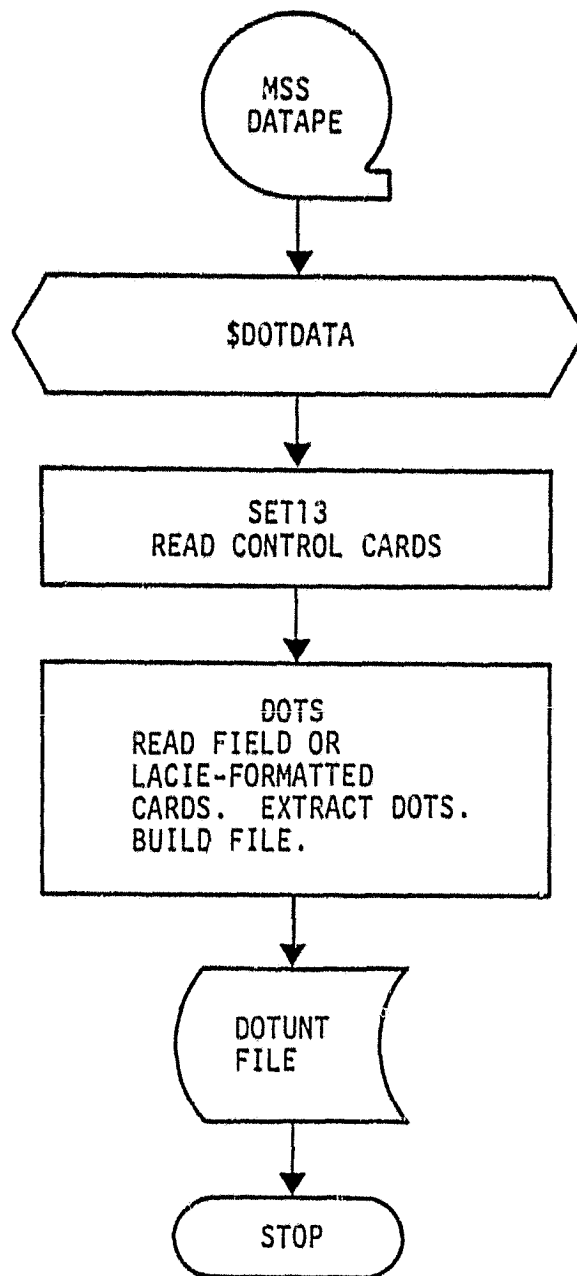 MSS
DATAPE
$DOTDATA
SET13
READ CONTROL CARDS
DOTS
READ FIELD OR
LACIE-FORMATTED
CARDS. EXTRACT DOTS.
BUILD FILE.
DOTUNT
FILE
STOP